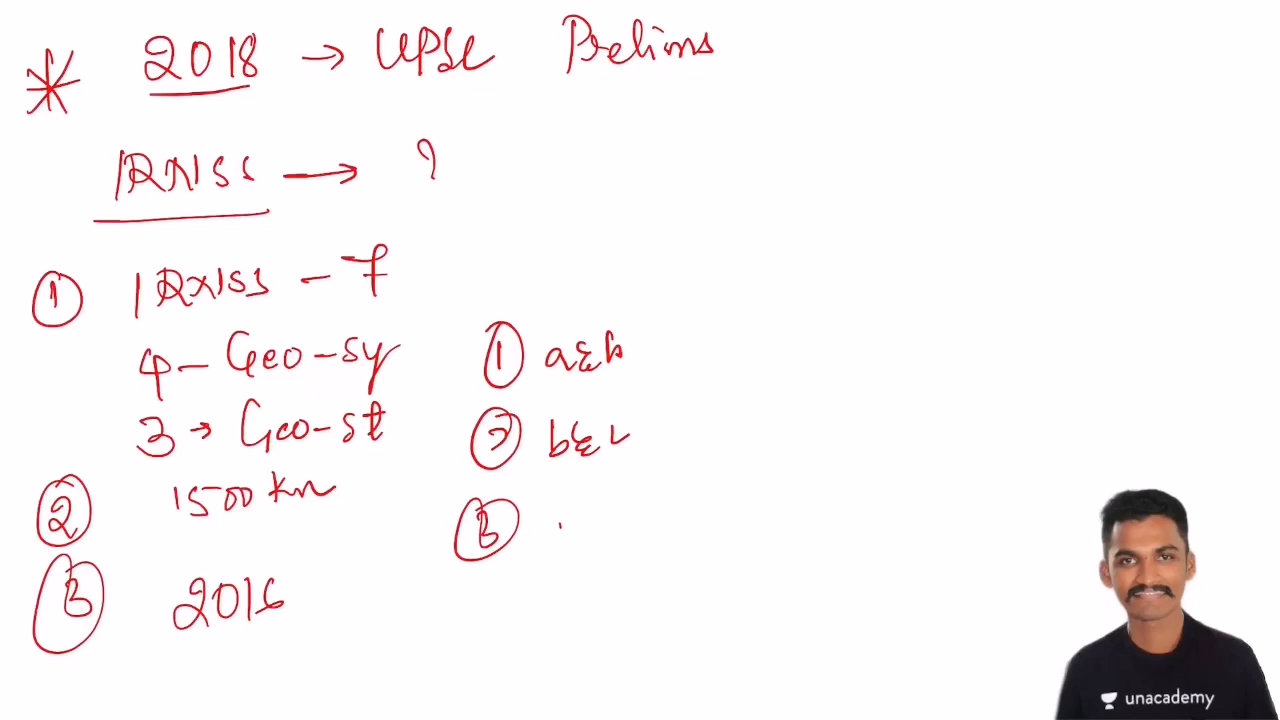 * 2018 → UPSC Prelims
IRNSS → ?
① IRNSS - 7
4 - Geo-sy
3 → Geo-st
② 1500 km
③ 2016
① a & b
② b & c
③
unacademy